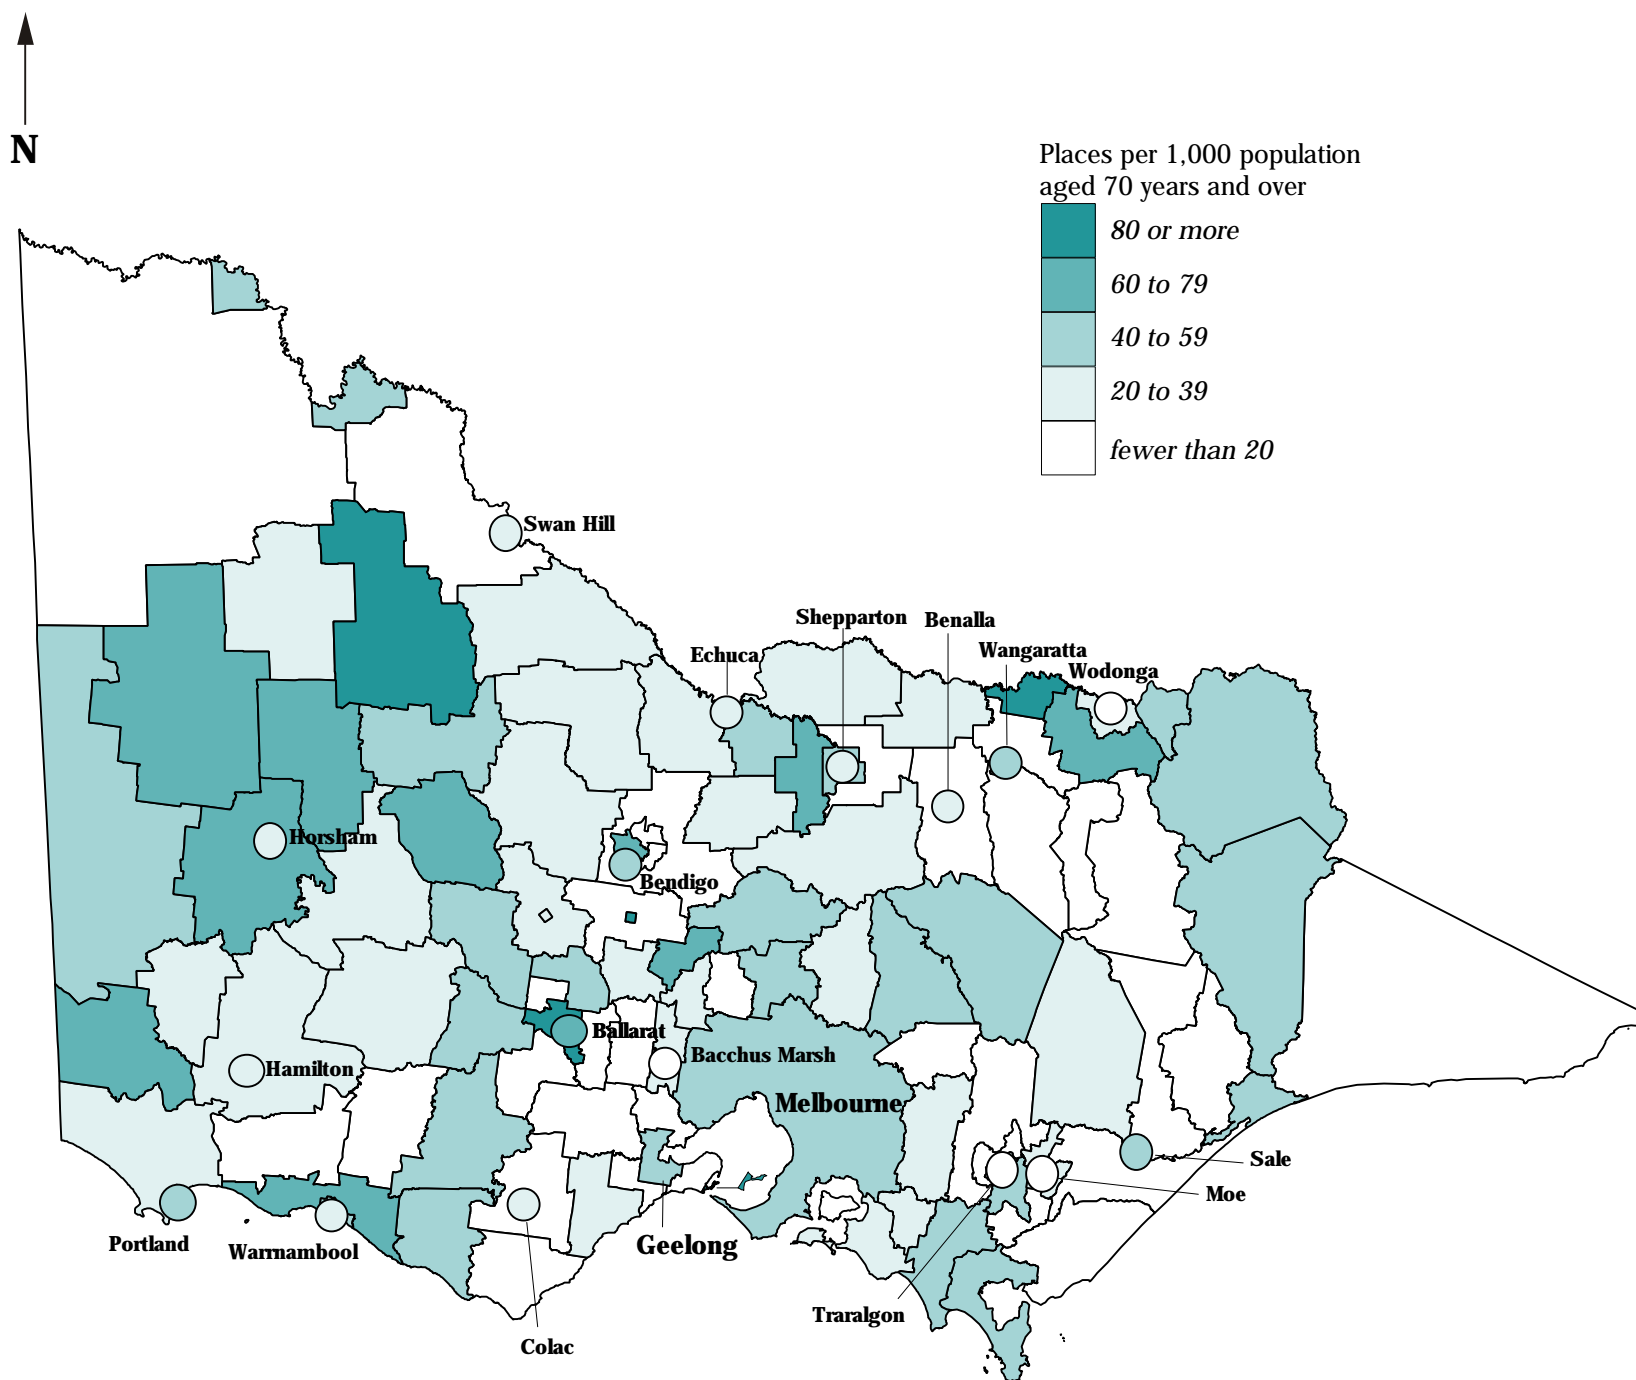 N
Places per 1,000 population
aged 70 years and over
80 or more
60 to 79
40 to 59
20 to 39
fewer than 20
Swan Hill
Shepparton
Benalla
Echuca
Wangaratta
Wodonga
Horsham
Bendigo
Ballarat
Bacchus Marsh
Hamilton
Melbourne
Sale
Moe
Portland
Warrnambool
Geelong
Traralgon
Colac